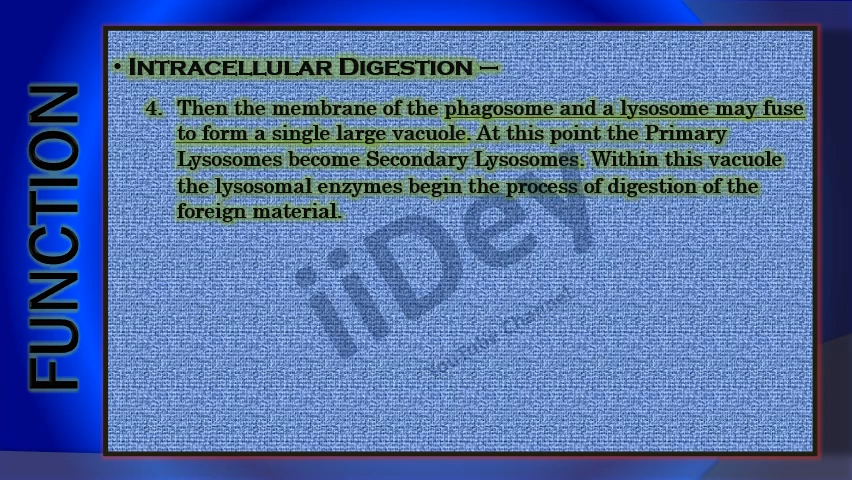 FUNCTION
• INTRACELLULAR DIGESTION –
4. Then the membrane of the phagosome and a lysosome may fuse
to form a single large vacuole. At this point the Primary
Lysosomes become Secondary Lysosomes. Within this vacuole
the lysosomal enzymes begin the process of digestion of the
foreign material.
iiDey
YouTube Channel